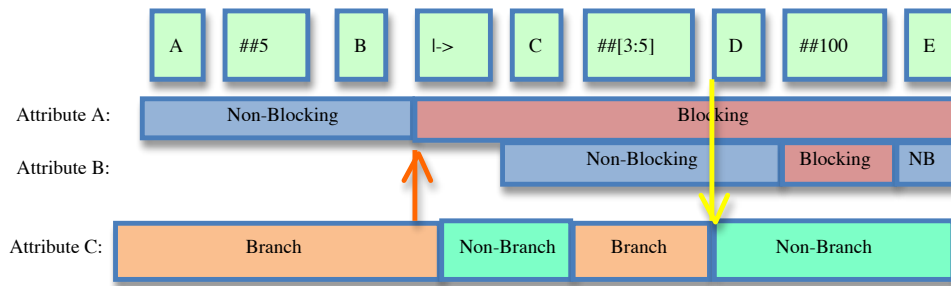 A ##5 B |-> C ##[3:5] D ##100 E
Attribute A: Non-Blocking Blocking
Attribute B: Non-Blocking Blocking NB
Attribute C: Branch Non-Branch Branch Non-Branch